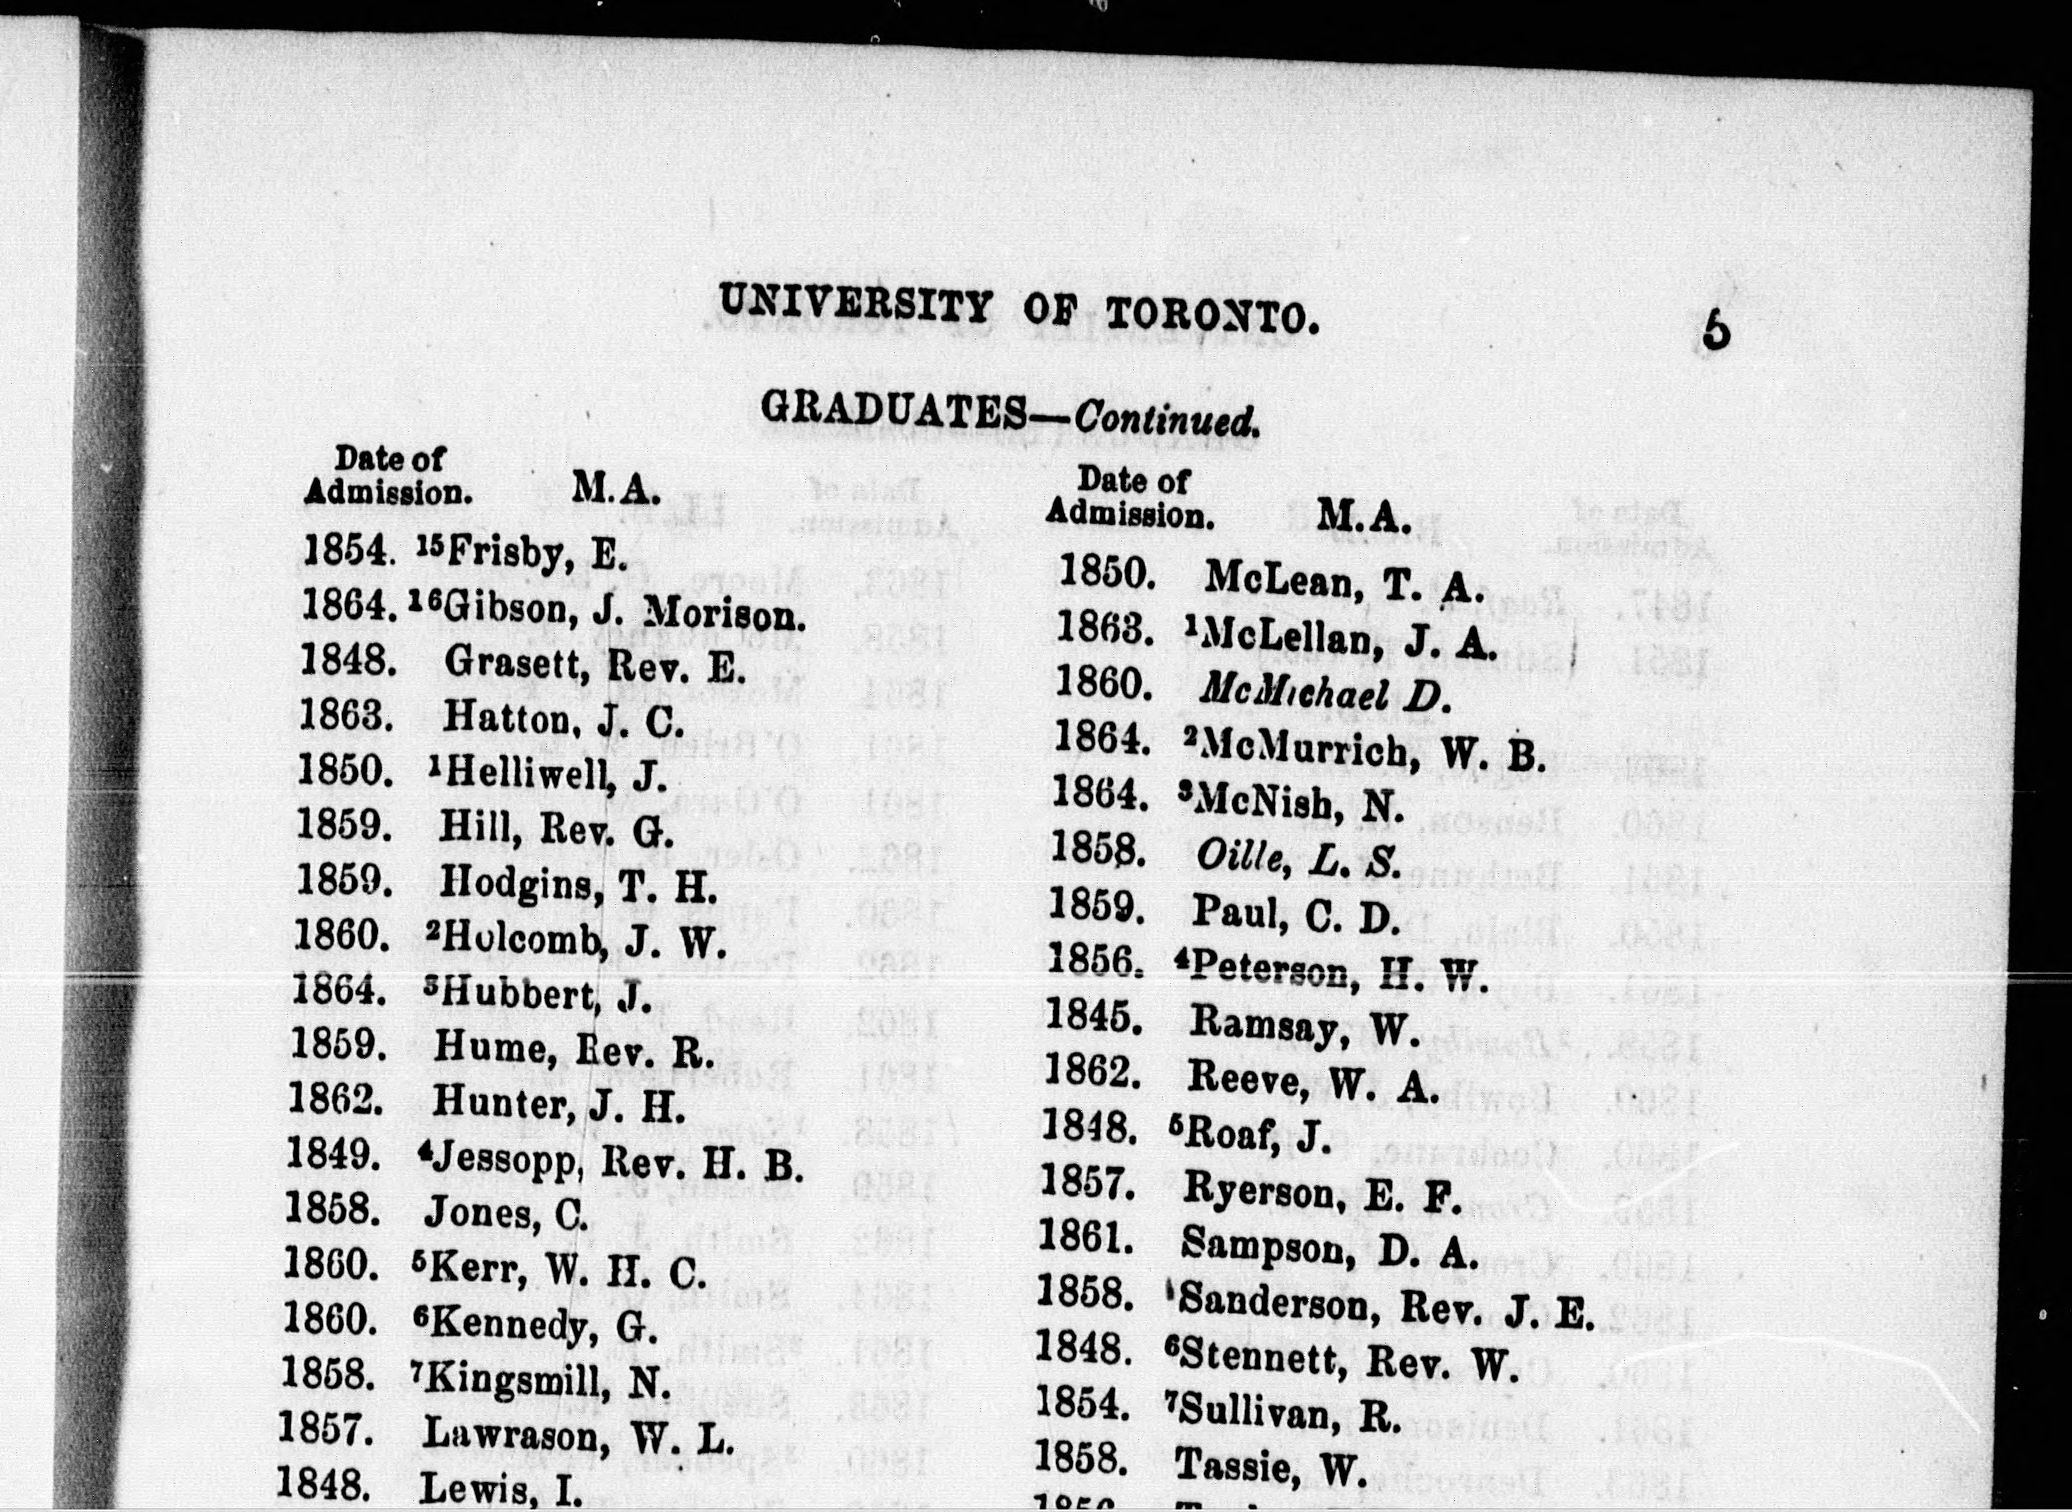 UNIVERSITY OF TORONTO. 5
GRADUATES—Continued.
Date of
Admission. M.A.
1854. ¹⁵Frisby, E.
1864. ¹⁶Gibson, J. Morison.
1848. Grasett, Rev. E.
1863. Hatton, J. C.
1850. ¹Helliwell, J.
1859. Hill, Rev. G.
1859. Hodgins, T. H.
1860. ²Holcomb, J. W.
1864. ³Hubbert, J.
1859. Hume, Rev. R.
1862. Hunter, J. H.
1849. ⁴Jessopp, Rev. H. B.
1858. Jones, C.
1860. ⁵Kerr, W. H. C.
1860. ⁶Kennedy, G.
1858. ⁷Kingsmill, N.
1857. Lawrason, W. L.
1848. Lewis, I.
Date of
Admission. M.A.
1850. McLean, T. A.
1863. ¹McLellan, J. A.
1860. McMichael D.
1864. ²McMurrich, W. B.
1864. ³McNish, N.
1858. Oille, L. S.
1859. Paul, C. D.
1856. ⁴Peterson, H. W.
1845. Ramsay, W.
1862. Reeve, W. A.
1848. ⁵Roaf, J.
1857. Ryerson, E. F.
1861. Sampson, D. A.
1858. Sanderson, Rev. J. E.
1848. ⁶Stennett, Rev. W.
1854. ⁷Sullivan, R.
1858. Tassie, W.